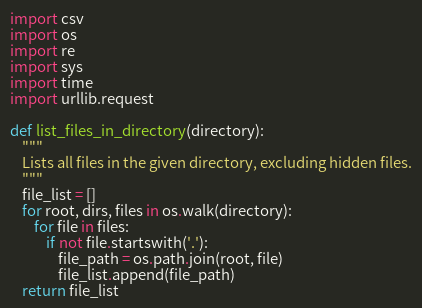 import csv
import os
import re
import sys
import time
import urllib.request

def list_files_in_directory(directory):
    """
    Lists all files in the given directory, excluding hidden files.
    """
    file_list = []
    for root, dirs, files in os.walk(directory):
        for file in files:
            if not file.startswith('.'):
                file_path = os.path.join(root, file)
                file_list.append(file_path)
    return file_list